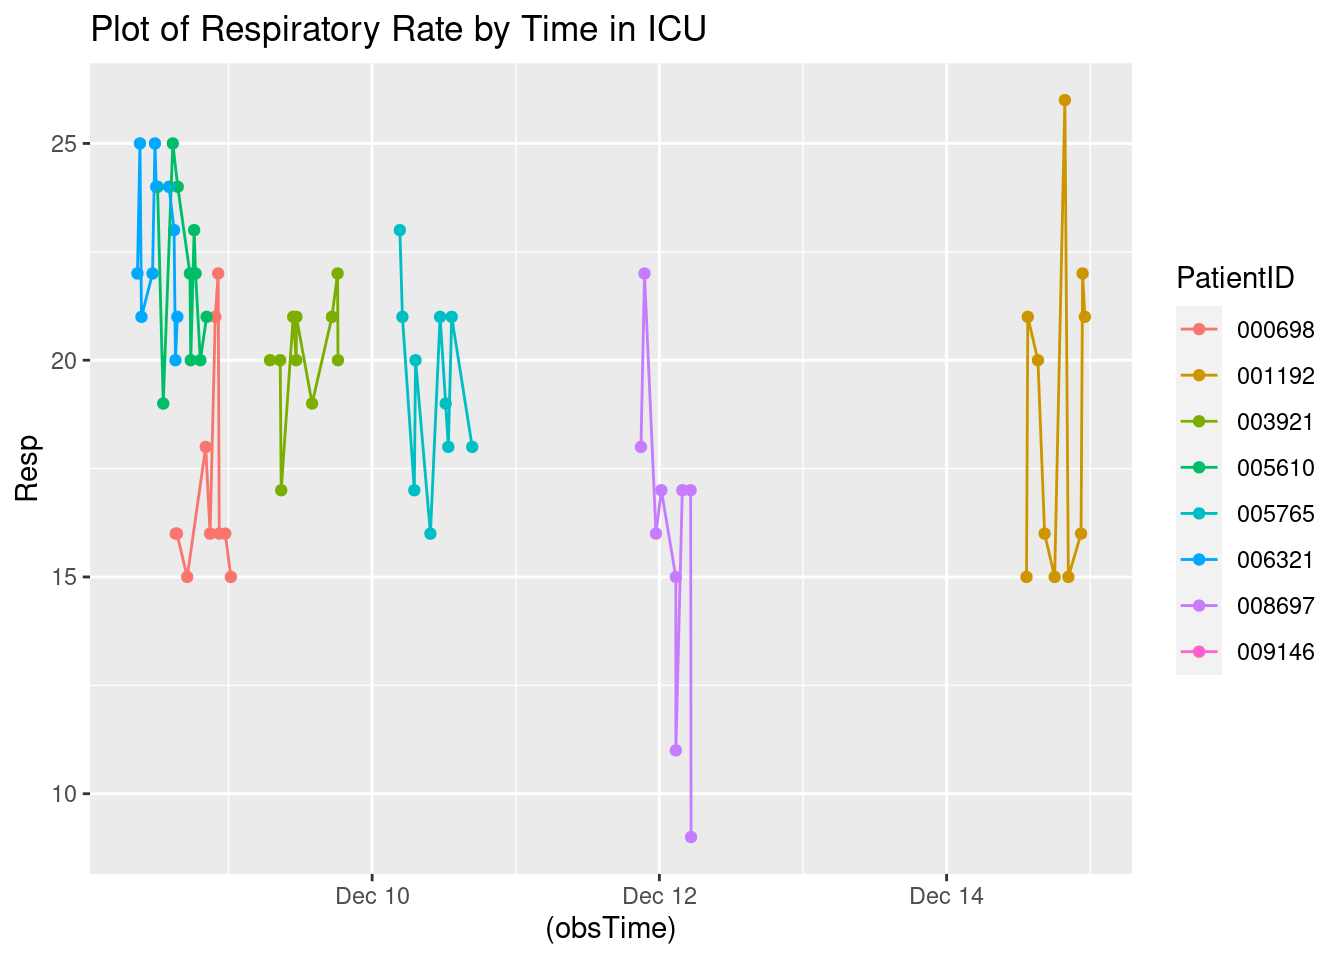 Plot of Respiratory Rate by Time in ICU
25
20
15
10
Resp
Dec 10
Dec 12
Dec 14
(obsTime)
PatientID
000698
001192
003921
005610
005765
006321
008697
009146